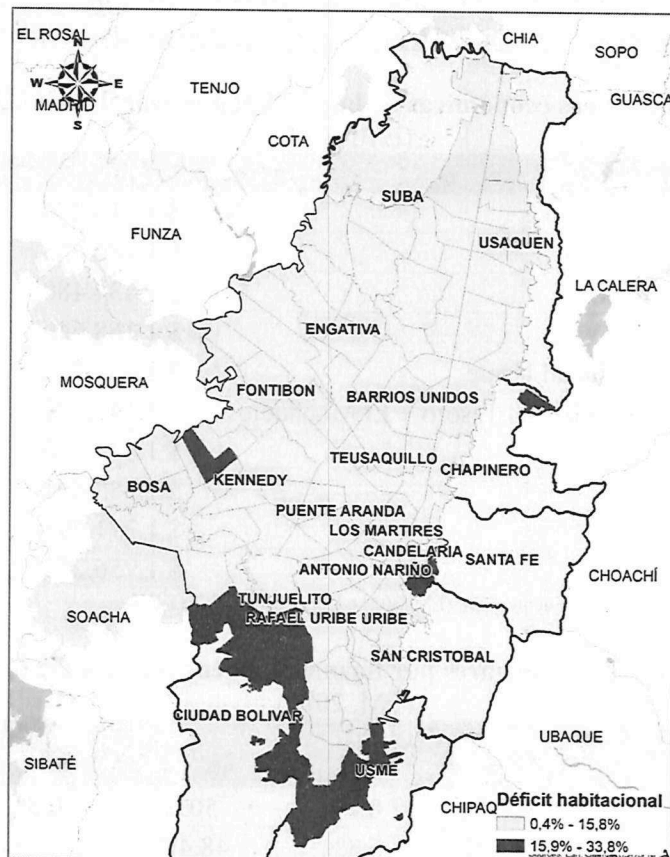 EL ROSAL
N
W E
S
MADRID
CHIA
SOPO
TENJO
GUASCA
COTA
SUBA
FUNZA
USAQUEN
LA CALERA
ENGATIVA
MOSQUERA
FONTIBON
BARRIOS UNIDOS
TEUSAQUILLO
CHAPINERO
BOSA
KENNEDY
PUENTE ARANDA
LOS MARTIRES
CANDELARIA
SANTA FE
ANTONIO NARIÑO
CHOACHÍ
TUNJUELITO
SOACHA
RAFAEL URIBE URIBE
SAN CRISTOBAL
CIUDAD BOLIVAR
UBAQUE
SIBATÉ
USME
CHIPAQ
Déficit habitacional
0,4% - 15,8%
15,9% - 33,8%